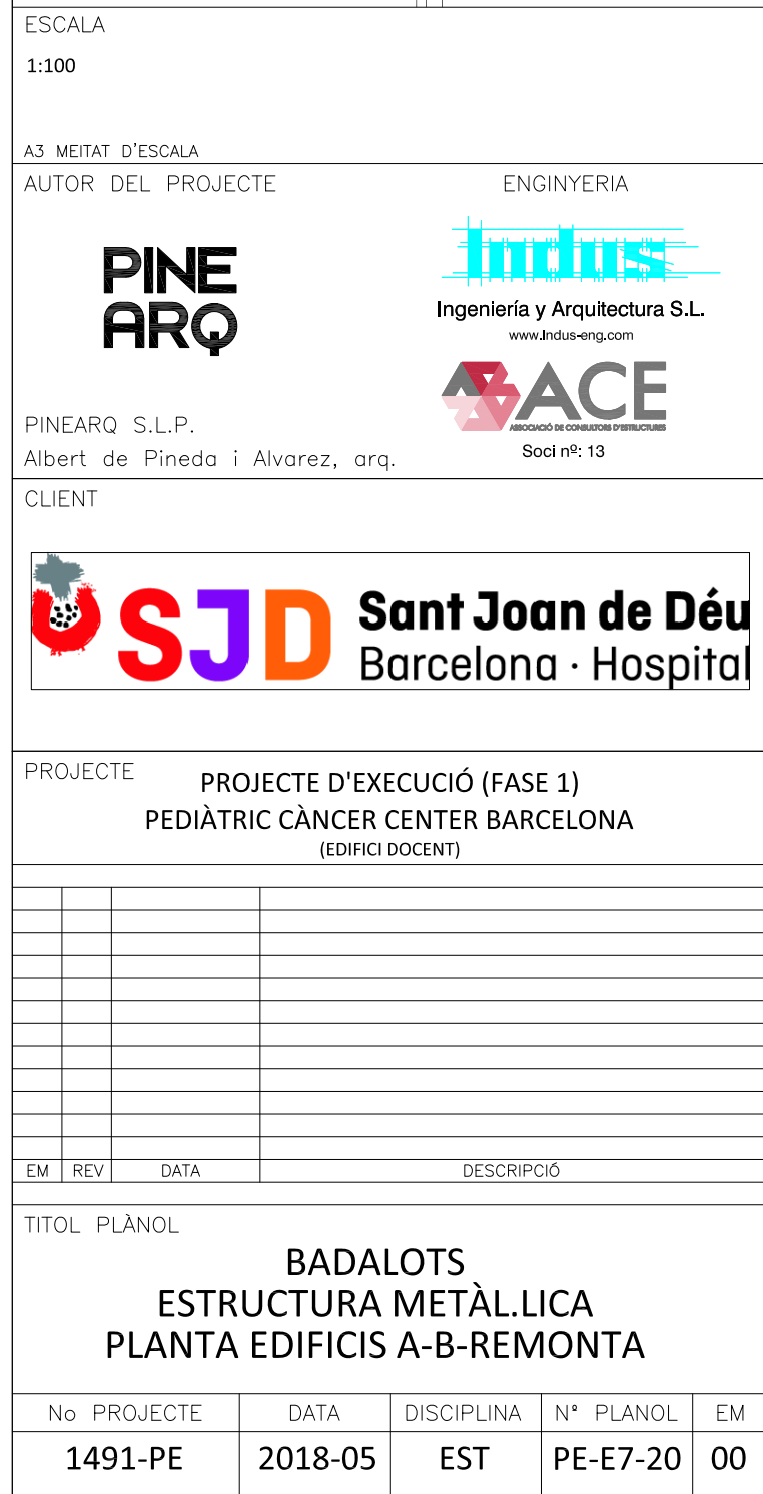 ESCALA
1:100
A3 MEITAT D'ESCALA
AUTOR DEL PROJECTE
PINE
ARQ
PINEARQ S.L.P.
Albert de Pineda i Alvarez, arq.
ENGINYERIA
Indus
Ingeniería y Arquitectura S.L.
www.Indus-eng.com
ACE
ASSOCIACIÓ DE CONSULTORS D'ESTRUCTURES
Soci nº: 13
CLIENT
SJD Sant Joan de Déu
Barcelona · Hospital
PROJECTE
PROJECTE D'EXECUCIÓ (FASE 1)
PEDIÀTRIC CÀNCER CENTER BARCELONA
(EDIFICI DOCENT)
EM REV DATA DESCRIPCIÓ
TITOL PLÀNOL
BADALOTS
ESTRUCTURA METÀL.LICA
PLANTA EDIFICIS A-B-REMONTA
No PROJECTE DATA DISCIPLINA Nº PLANOL EM
1491-PE 2018-05 EST PE-E7-20 00